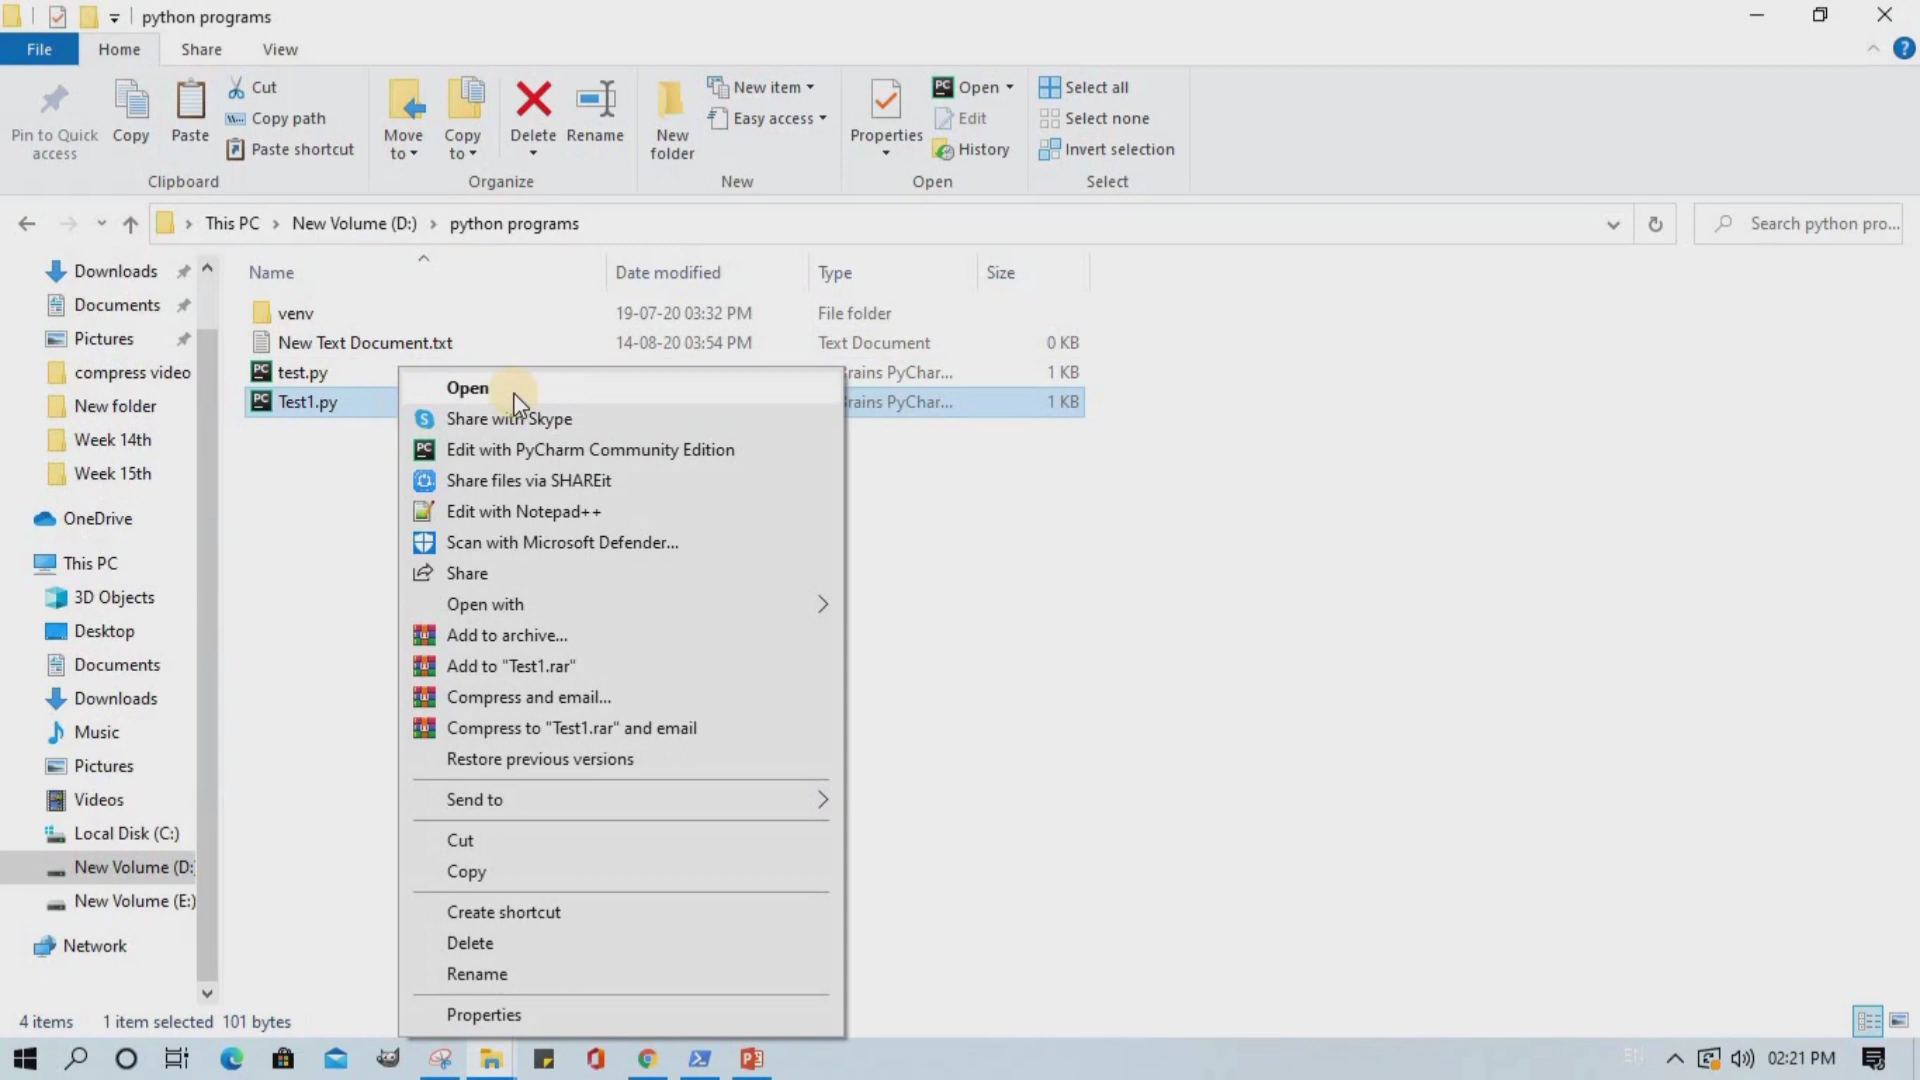 python programs
File Home Share View
Pin to Quick access
Copy
Paste
Cut
Copy path
Paste shortcut
Clipboard
Move to
Copy to
Delete
Rename
Organize
New folder
New item
Easy access
New
Properties
Open
Edit
History
Open
Select all
Select none
Invert selection
Select
This PC > New Volume (D:) > python programs
Search python pro...
Name Date modified Type Size
venv 19-07-20 03:32 PM File folder
New Text Document.txt 14-08-20 03:54 PM Text Document 0 KB
test.py Brains PyChar... 1 KB
Test1.py Brains PyChar... 1 KB
Downloads
Documents
Pictures
compress video
New folder
Week 14th
Week 15th
OneDrive
This PC
3D Objects
Desktop
Documents
Downloads
Music
Pictures
Videos
Local Disk (C:)
New Volume (D:
New Volume (E:)
Network
Open
Share with Skype
Edit with PyCharm Community Edition
Share files via SHAREit
Edit with Notepad++
Scan with Microsoft Defender...
Share
Open with
Add to archive...
Add to "Test1.rar"
Compress and email...
Compress to "Test1.rar" and email
Restore previous versions
Send to
Cut
Copy
Create shortcut
Delete
Rename
Properties
4 items 1 item selected 101 bytes
EN 02:21 PM